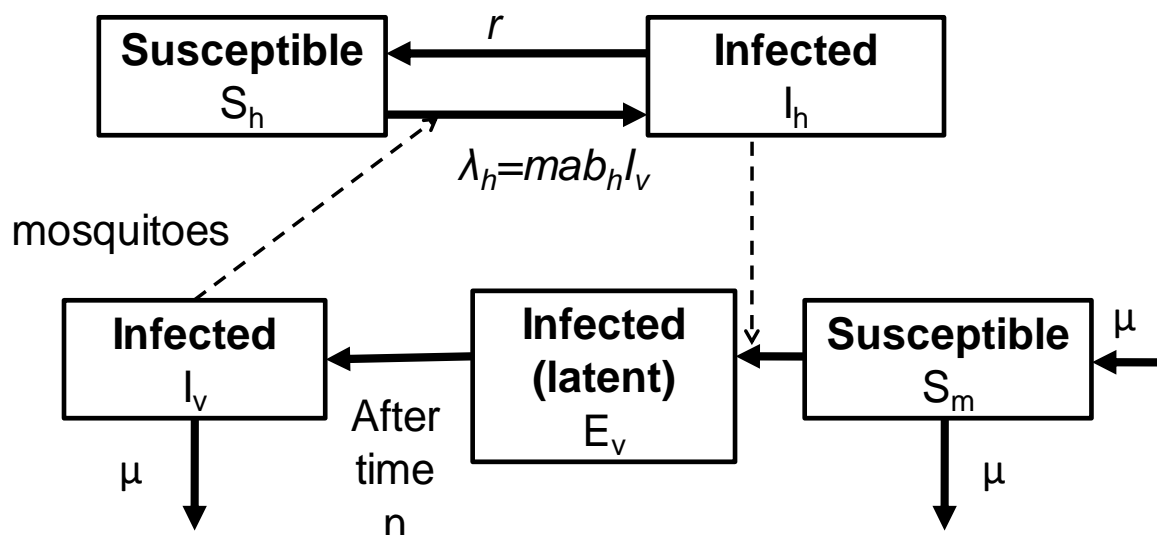 Susceptible
S_h
r
Infected
I_h
λ_h=mab_hI_v
mosquitoes
Infected
I_v
μ
After
time
n
Infected
(latent)
E_v
Susceptible
S_m
μ
μ